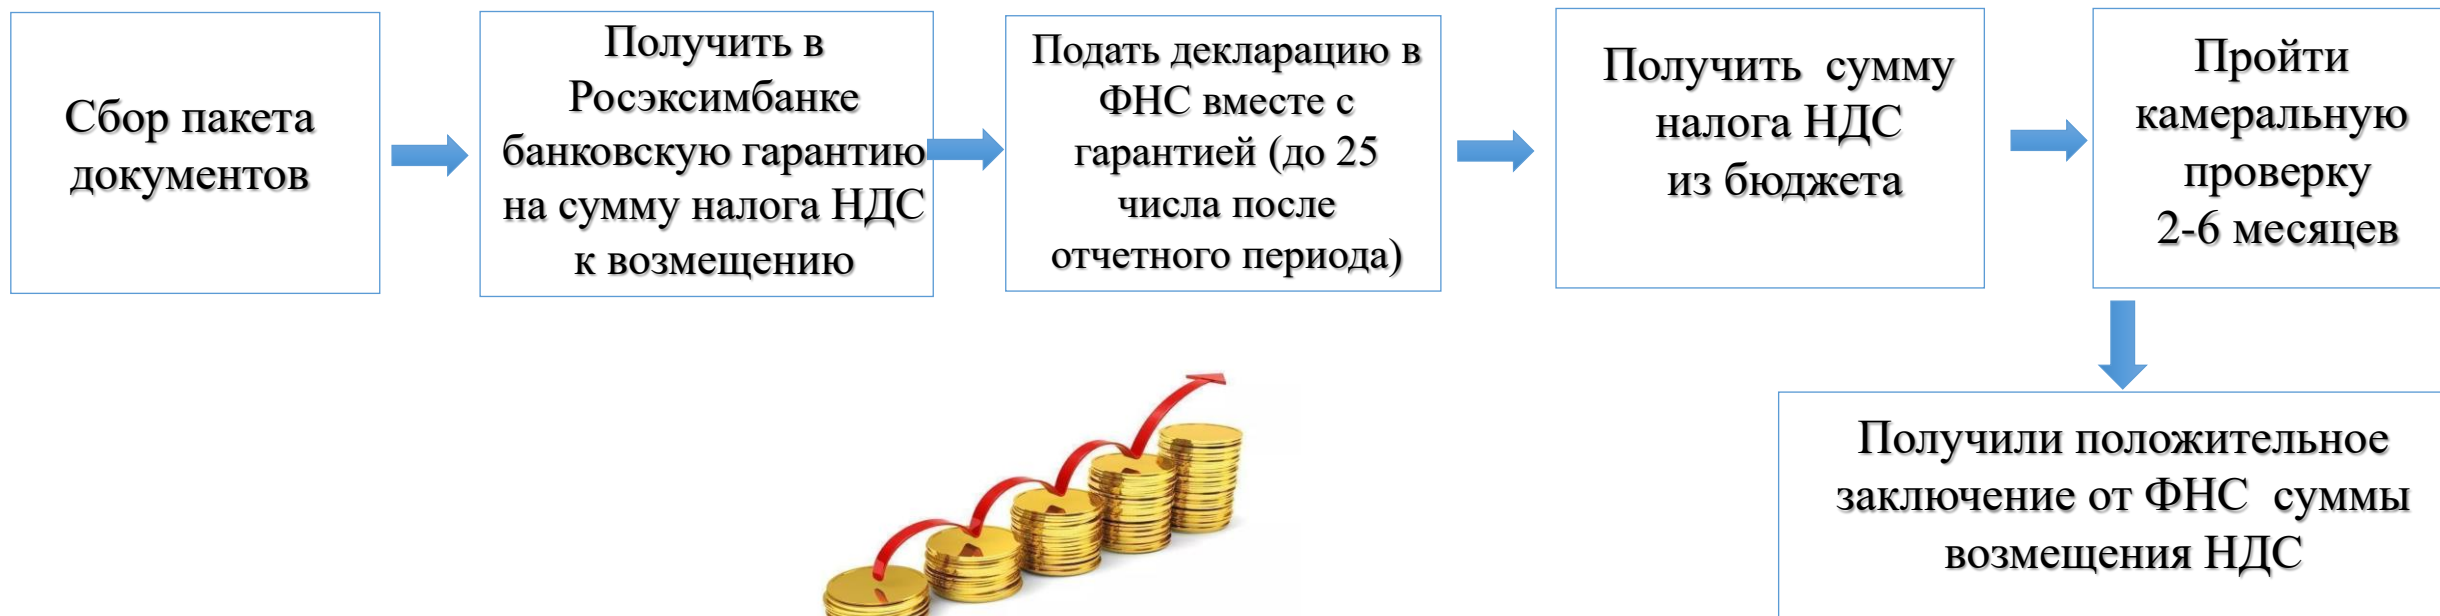 Сбор пакета
документов
Получить в
Росэксимбанке
банковскую гарантию
на сумму налога НДС
к возмещению
Подать декларацию в
ФНС вместе с
гарантией (до 25
числа после
отчетного периода)
Получить сумму
налога НДС
из бюджета
Пройти
камеральную
проверку
2-6 месяцев
Получили положительное
заключение от ФНС суммы
возмещения НДС